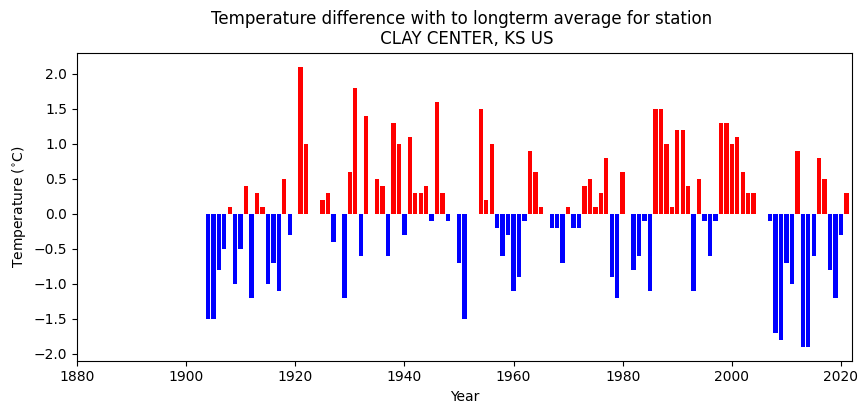 Temperature difference with to longterm average for station
CLAY CENTER, KS US
2.0
1.5
1.0
0.5
0.0
−0.5
−1.0
−1.5
−2.0
Temperature (°C)
1880 1900 1920 1940 1960 1980 2000 2020
Year